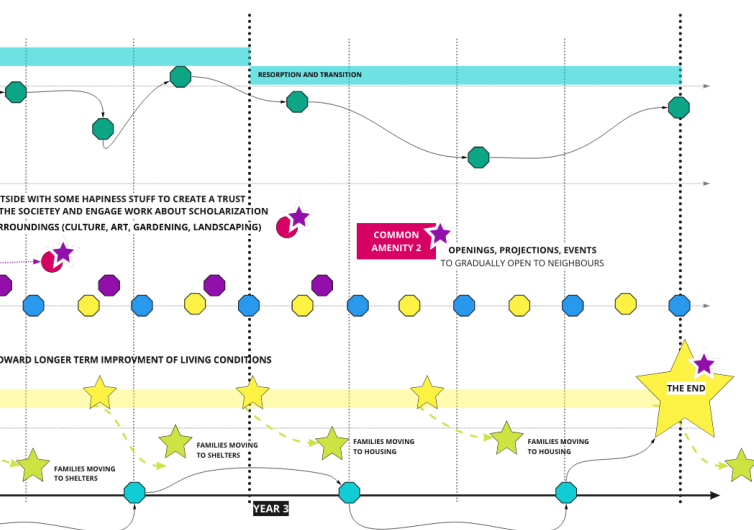 RESORPTION AND TRANSITION
TSIDE WITH SOME HAPINESS STUFF TO CREATE A TRUST
THE SOCIETEY AND ENGAGE WORK ABOUT SCHOLARIZATION
RROUNDINGS (CULTURE, ART, GARDENING, LANDSCAPING)
COMMON
AMENITY 2
OPENINGS, PROJECTIONS, EVENTS
TO GRADUALLY OPEN TO NEIGHBOURS
OWARD LONGER TERM IMPROVMENT OF LIVING CONDITIONS
THE END
FAMILIES MOVING
TO SHELTERS
FAMILIES MOVING
TO HOUSING
FAMILIES MOVING
TO HOUSING
FAMILIES MOVING
TO SHELTERS
YEAR 3